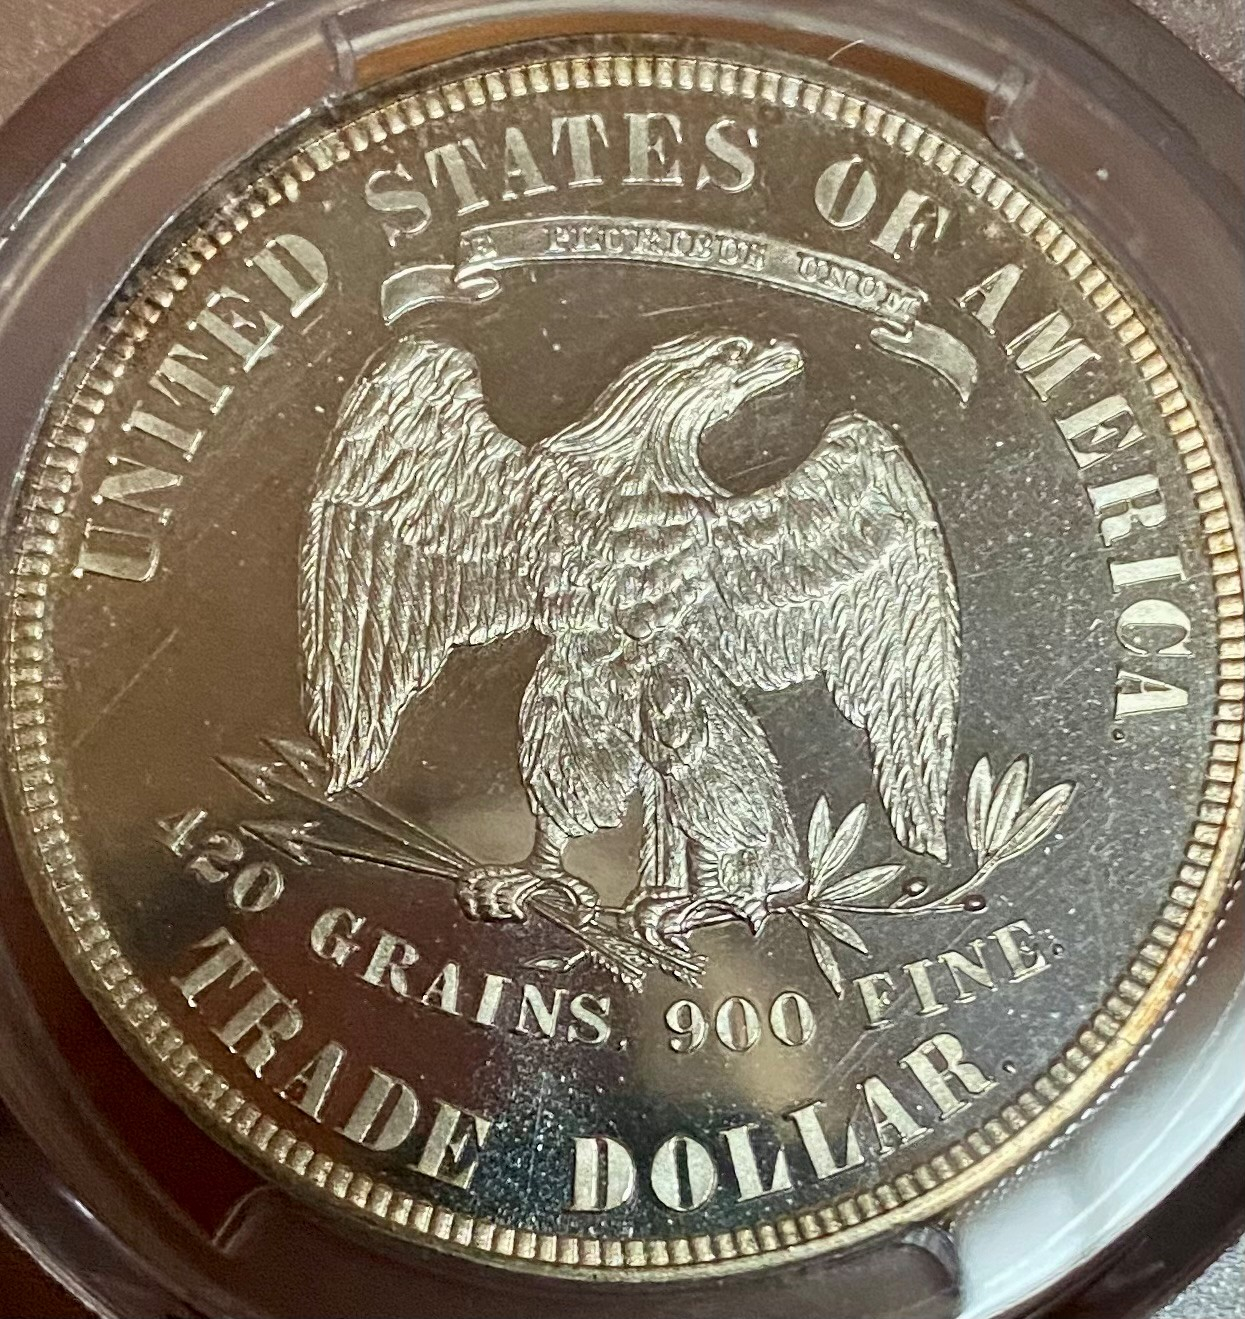 UNITED STATES OF AMERICA.
E PLURIBUS UNUM
420 GRAINS, 900 FINE.
TRADE DOLLAR.